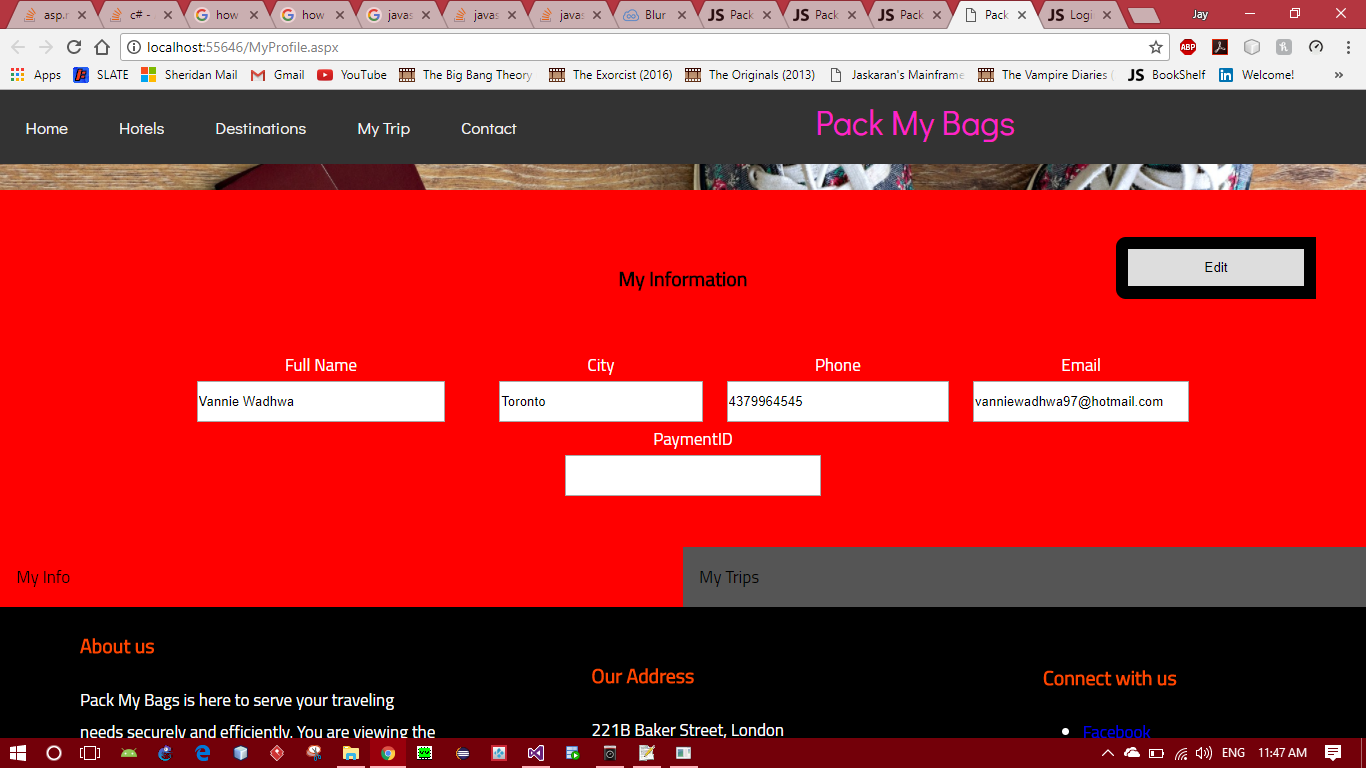 asp.n
c# -
how
how
javas
javas
javas
Blur
Pack
Pack
Pack
Pack
Logi
Jay
localhost:55646/MyProfile.aspx
Apps
SLATE
Sheridan Mail
Gmail
YouTube
The Big Bang Theory
The Exorcist (2016)
The Originals (2013)
Jaskaran's Mainframe
The Vampire Diaries (
BookShelf
Welcome!
Home
Hotels
Destinations
My Trip
Contact
Pack My Bags
Edit
My Information
Full Name
City
Phone
Email
Vannie Wadhwa
Toronto
4379964545
vanniewadhwa97@hotmail.com
PaymentID
My Info
My Trips
About us
Our Address
Connect with us
Pack My Bags is here to serve your traveling
needs securely and efficiently. You are viewing the
221B Baker Street, London
Facebook
ENG
11:47 AM